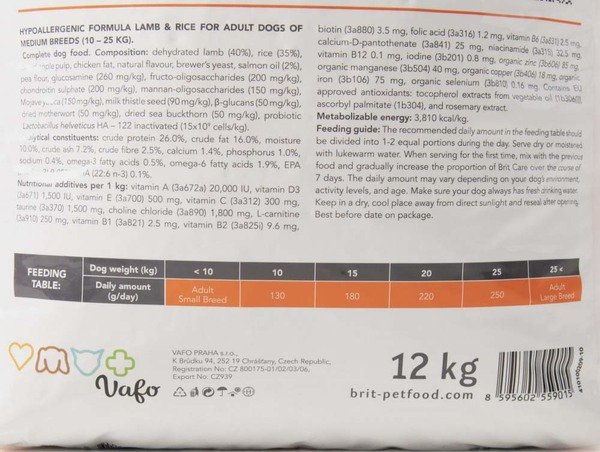 HYPOALLERGENIC FORMULA LAMB & RICE FOR ADULT DOGS OF
MEDIUM BREEDS (10 – 25 KG).
Complete dog food. Composition: dehydrated lamb (40%), rice (35%),
pulp, chicken fat, natural flavour, brewer's yeast, salmon oil (2%),
pea flour, glucosamine (260 mg/kg), fructo-oligosaccharides (200 mg/kg),
chondroitin sulphate (200 mg/kg), mannan-oligosaccharides (150 mg/kg),
Mojave (150 mg/kg), milk thistle seed (90 mg/kg), β-glucans (50 mg/kg),
dried motherwort (50 mg/kg), dried sea buckthorn (50 mg/kg), probiotic
Lactobacillus helveticus HA – 122 inactivated (15x10⁹ cells/kg).
constituents: crude protein 26.0%, crude fat 16.0%, moisture
10.0%, crude ash 7.2%, crude fibre 2.5%, calcium 1.4%, phosphorus 1.0%,
sodium 0.4%, omega-3 fatty acids 0.5%, omega-6 fatty acids 1.9%, EPA
(22:6 n-3) 0.1%.
Nutritional additives per 1 kg: vitamin A (3a672a) 20,000 IU, vitamin D3
(3a671) 1,500 IU, vitamin E (3a700) 500 mg, vitamin C (3a312) 300 mg,
taurine (3a370) 1,500 mg, choline chloride (3a890) 1,800 mg, L-carnitine
(3a910) 250 mg, vitamin B1 (3a821) 2.5 mg, vitamin B2 (3a825i) 9.6 mg,
biotin (3a880) 3.5 mg, folic acid (3a316) 1.2 mg, vitamin B6 (3a831) 2.5 mg,
calcium-D-pantothenate (3a841) 25 mg, niacinamide (3a315) 32.5 mg,
vitamin B12 0.1 mg, iodine (3b201) 0.8 mg, organic zinc (3b606) 85 mg,
organic manganese (3b504) 40 mg, organic copper (3b406) 18 mg, organic
iron (3b106) 75 mg, organic selenium (3b810) 0.16 mg. Contains EU
approved antioxidants: tocopherol extracts from vegetable oil (1b306(i)),
ascorbyl palmitate (1b304), and rosemary extract.
Metabolizable energy: 3,810 kcal/kg.
Feeding guide: The recommended daily amount in the feeding table should
be divided into 1-2 equal portions during the day. Serve dry or moistened
with lukewarm water. When serving for the first time, mix with the previous
food and gradually increase the proportion of Brit Care over the course of
7 days. The daily amount may vary depending on your dog's environment,
activity levels, and age. Make sure your dog always has fresh drinking water.
Keep in a dry, cool place away from direct sunlight and reseal after opening.
Best before date on package.
FEEDING TABLE:
Dog weight (kg) < 10 10 15 20 25 25 <
Daily amount (g/day) Adult Small Breed 130 180 220 250 Adult Large Breed
Vafo
VAFO PRAHA s.r.o.,
K Brůdku 94, 252 19 Chrášťany, Czech Republic,
Registration No: CZ 800175-01/02/03/06,
Export No: CZ939
12 kg
brit-petfood.com
8 595602 559015